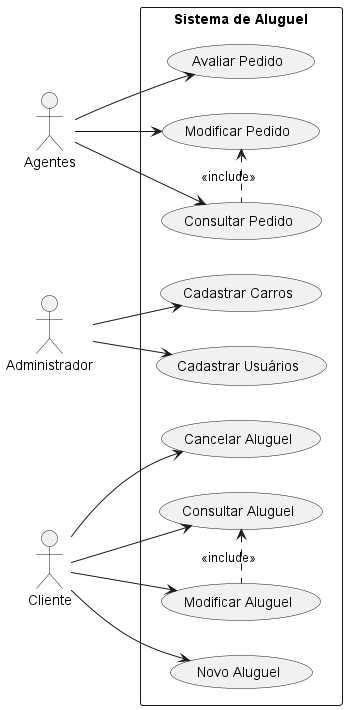 Sistema de Aluguel
Avaliar Pedido
Modificar Pedido
Agentes
«include»
Consultar Pedido
Cadastrar Carros
Administrador
Cadastrar Usuários
Cancelar Aluguel
Consultar Aluguel
«include»
Cliente
Modificar Aluguel
Novo Aluguel